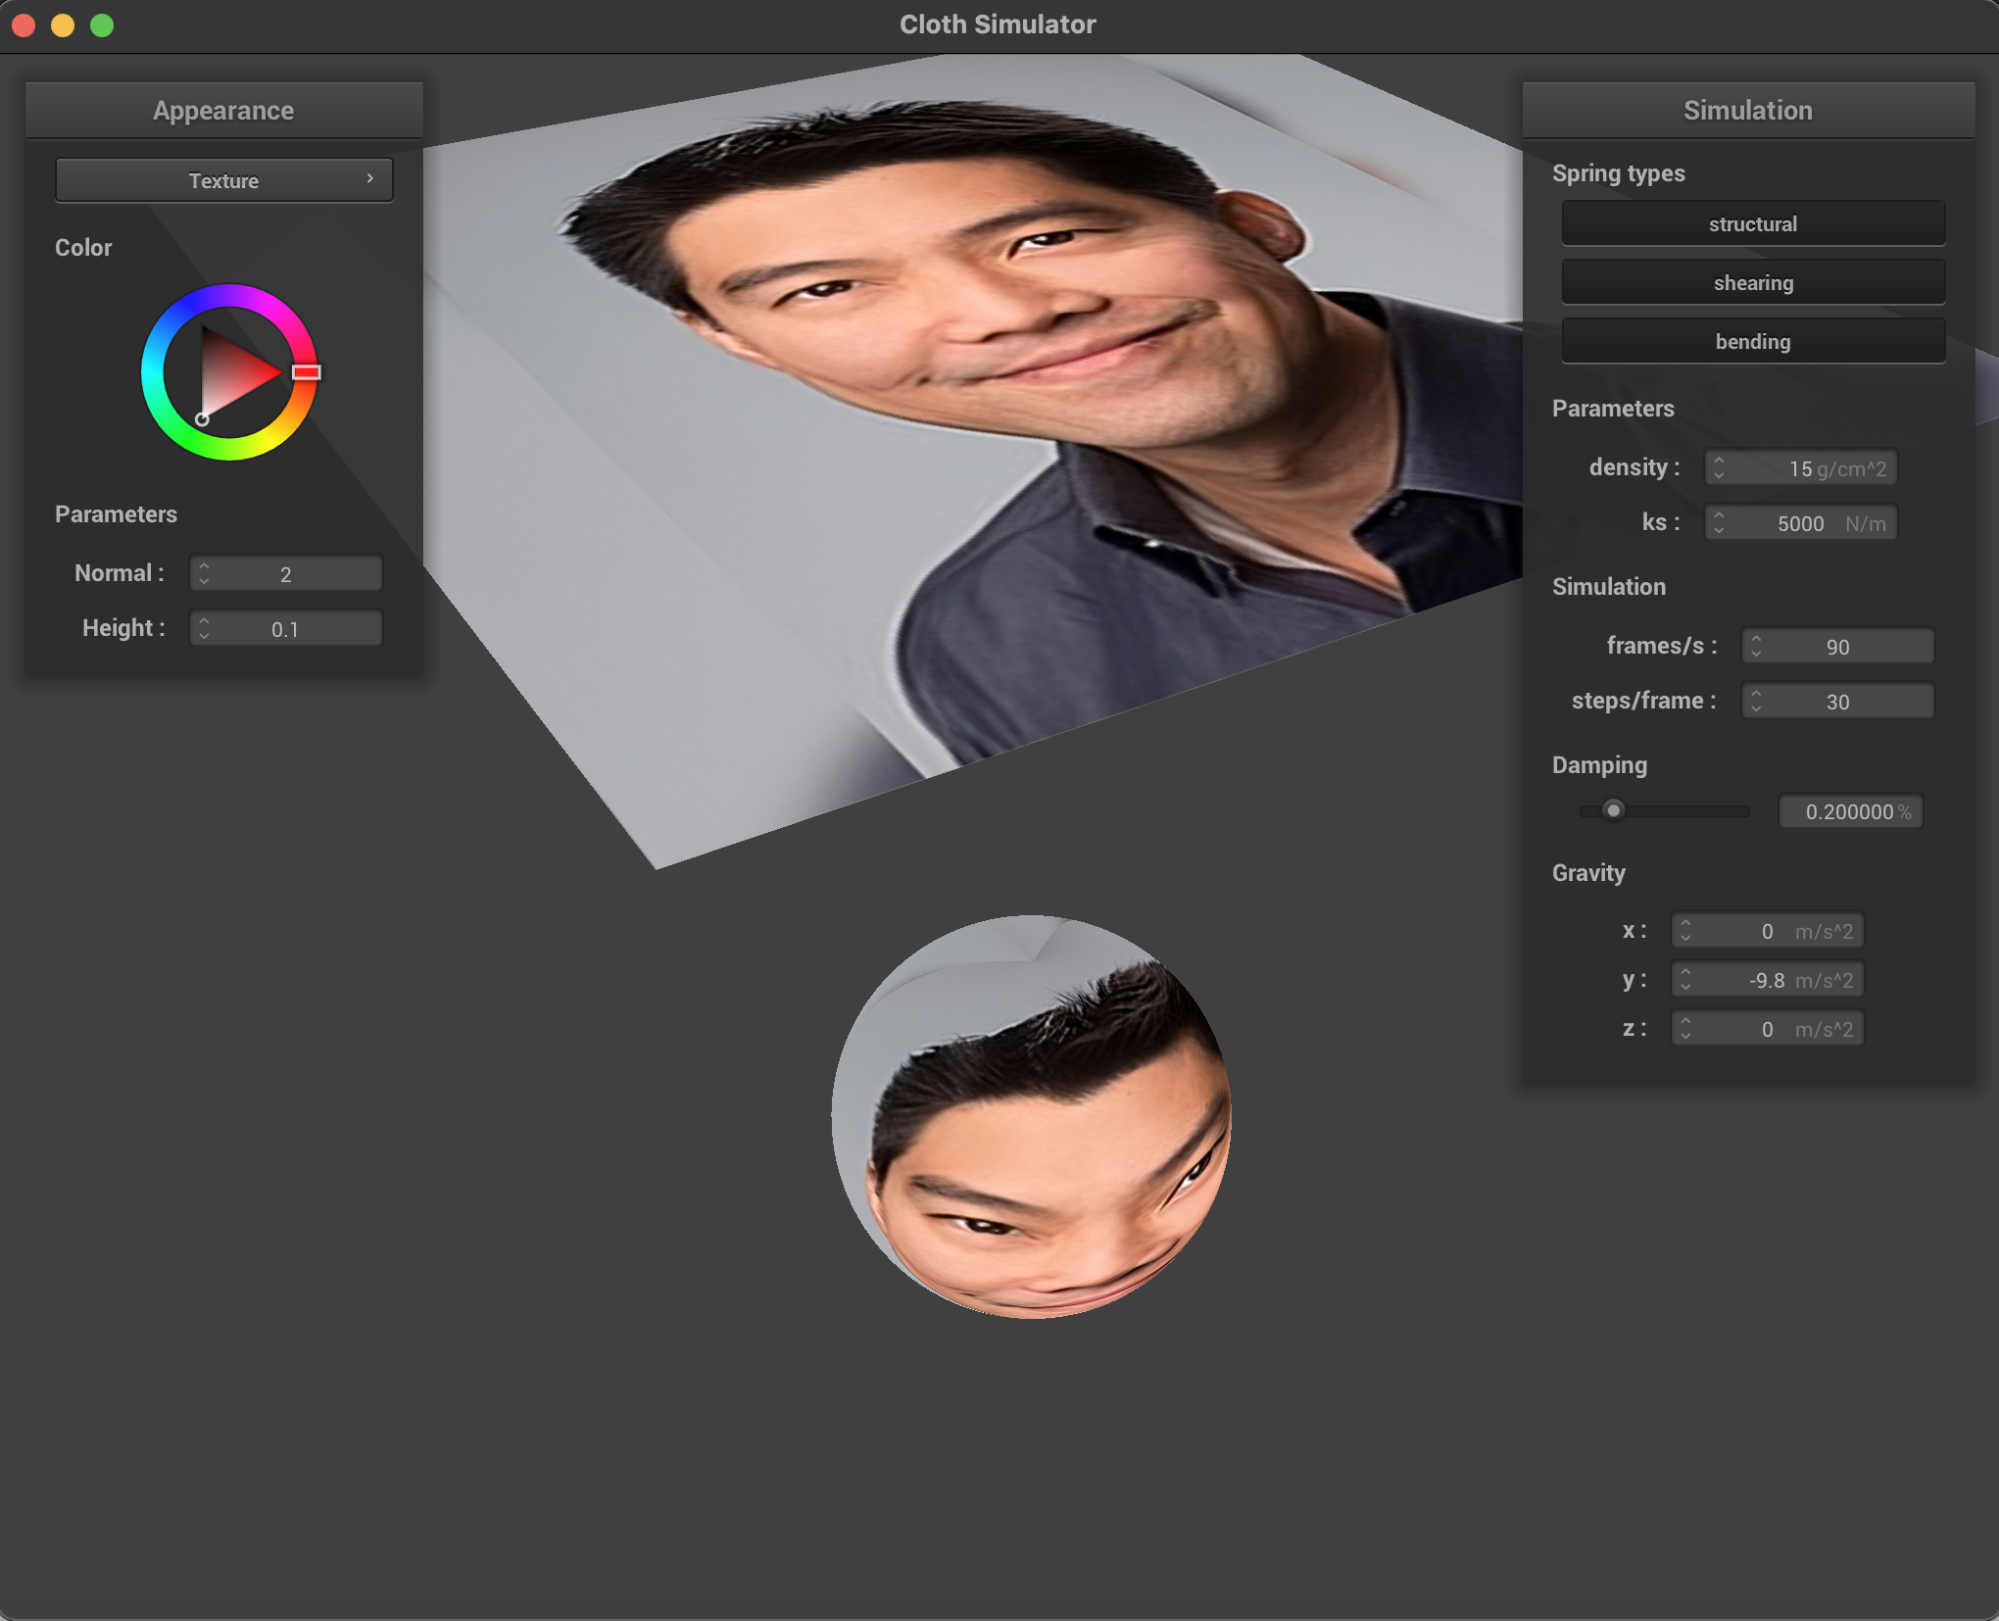 Cloth Simulator
Appearance
Texture
Color
Parameters
Normal : 2
Height : 0.1
Simulation
Spring types
structural
shearing
bending
Parameters
density : 15 g/cm^2
ks : 5000 N/m
Simulation
frames/s : 90
steps/frame : 30
Damping
0.200000 %
Gravity
x : 0 m/s^2
y : -9.8 m/s^2
z : 0 m/s^2